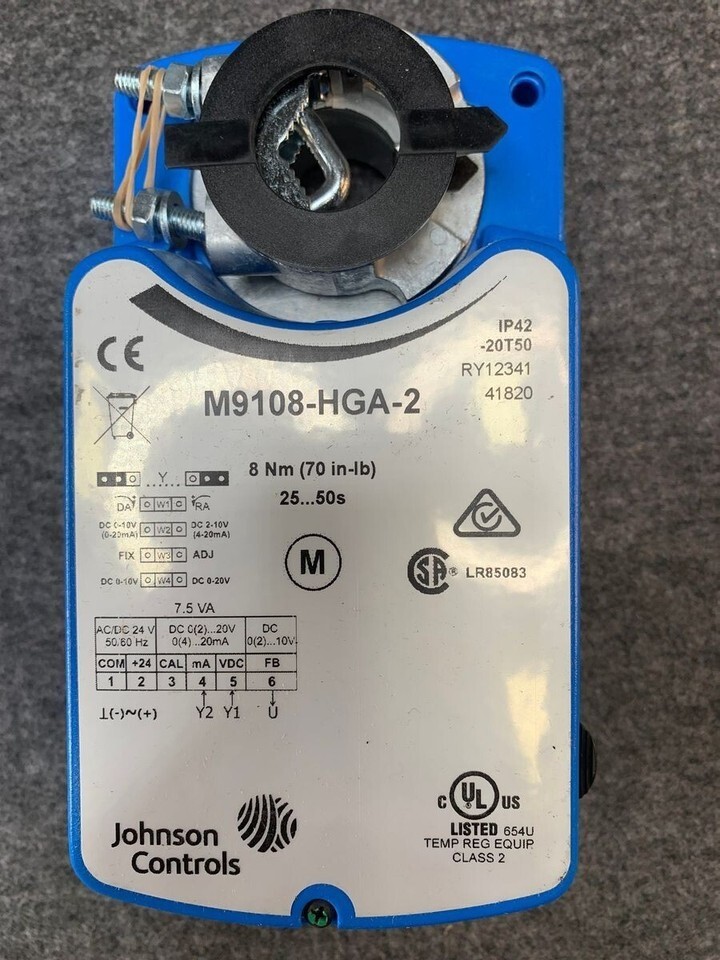 IP42
-20T50
RY12341
41820
CE
M9108-HGA-2
8 Nm (70 in-lb)
25...50s
...Y...
DA W1 RA
DC 0-10V (0-20mA) W2 DC 2-10V (4-20mA)
FIX W3 ADJ
DC 0-10V W4 DC 0-20V
M
SA ® LR85083
7.5 VA
AC/DC 24 V 50/60 Hz DC 0(2)...20V 0(4)...20mA DC 0(2)...10V
COM +24 CAL mA VDC FB
1 2 3 4 5 6
⊥(-)~(+) Y2 Y1 U
Johnson
Controls
C UL ® US
LISTED 654U
TEMP REG EQUIP
CLASS 2